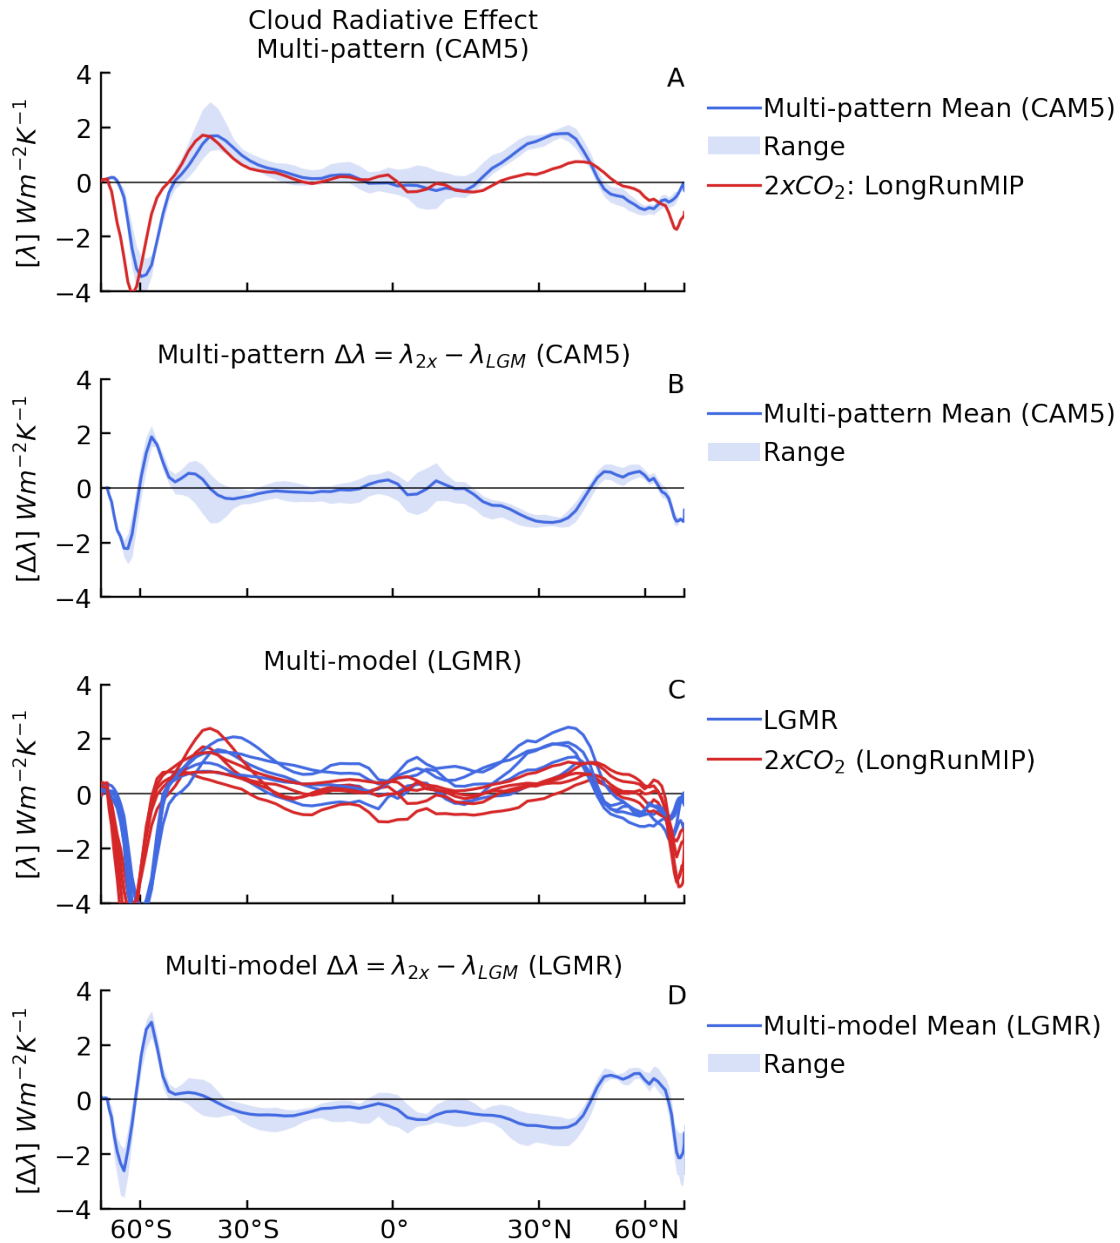 Cloud Radiative Effect
Multi-pattern (CAM5)
A
4
2
0
−2
−4
[λ] Wm⁻²K⁻¹
Multi-pattern Mean (CAM5)
Range
2xCO₂: LongRunMIP
Multi-pattern Δλ = λ₂ₓ − λ_LGM (CAM5)
B
4
2
0
−2
−4
[Δλ] Wm⁻²K⁻¹
Multi-pattern Mean (CAM5)
Range
Multi-model (LGMR)
C
4
2
0
−2
−4
[λ] Wm⁻²K⁻¹
LGMR
2xCO₂ (LongRunMIP)
Multi-model Δλ = λ₂ₓ − λ_LGM (LGMR)
D
4
2
0
−2
−4
[Δλ] Wm⁻²K⁻¹
Multi-model Mean (LGMR)
Range
60°S 30°S 0° 30°N 60°N